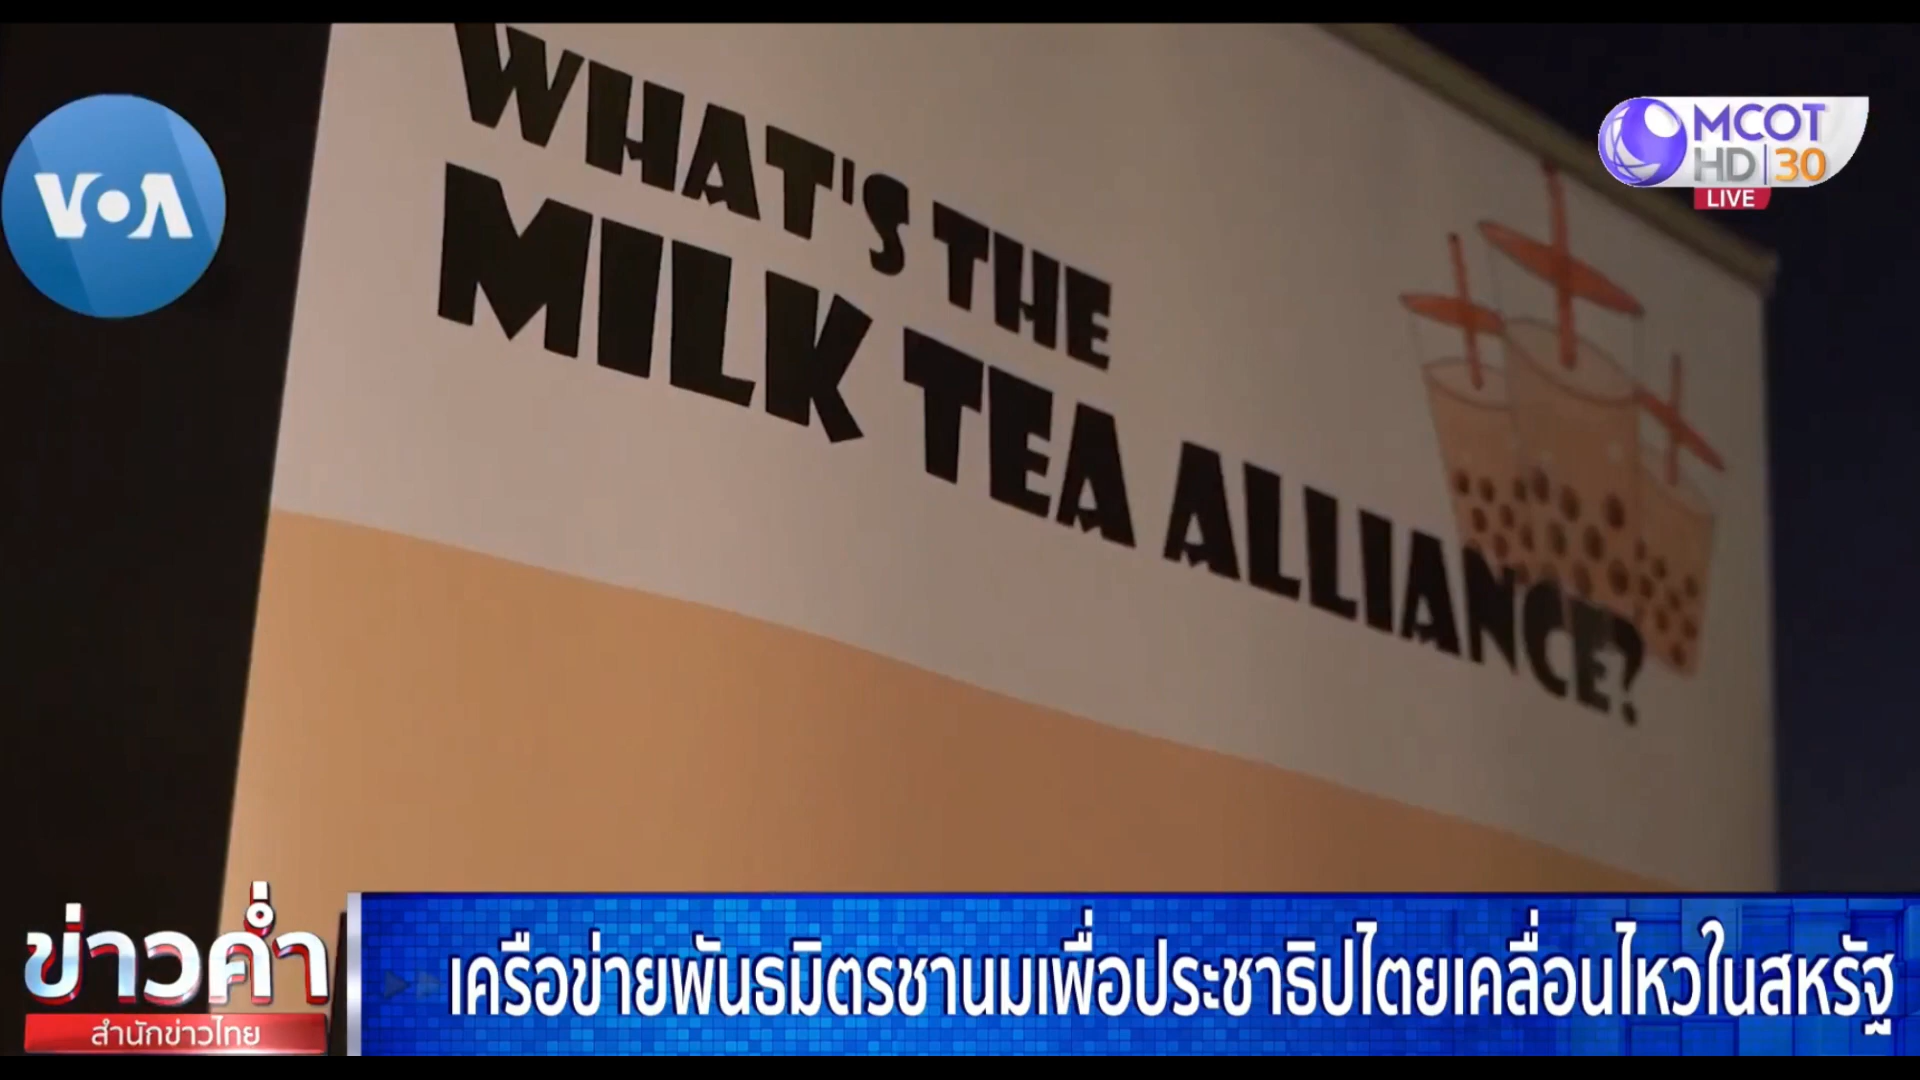 WHAT'S THE
MILK TEA ALLIANCE?
VOA
MCOT
HD 30
LIVE
ข่าวค่ำ
สำนักข่าวไทย
เครือข่ายพันธมิตรชานมเพื่อประชาธิปไตยเคลื่อนไหวในสหรัฐ